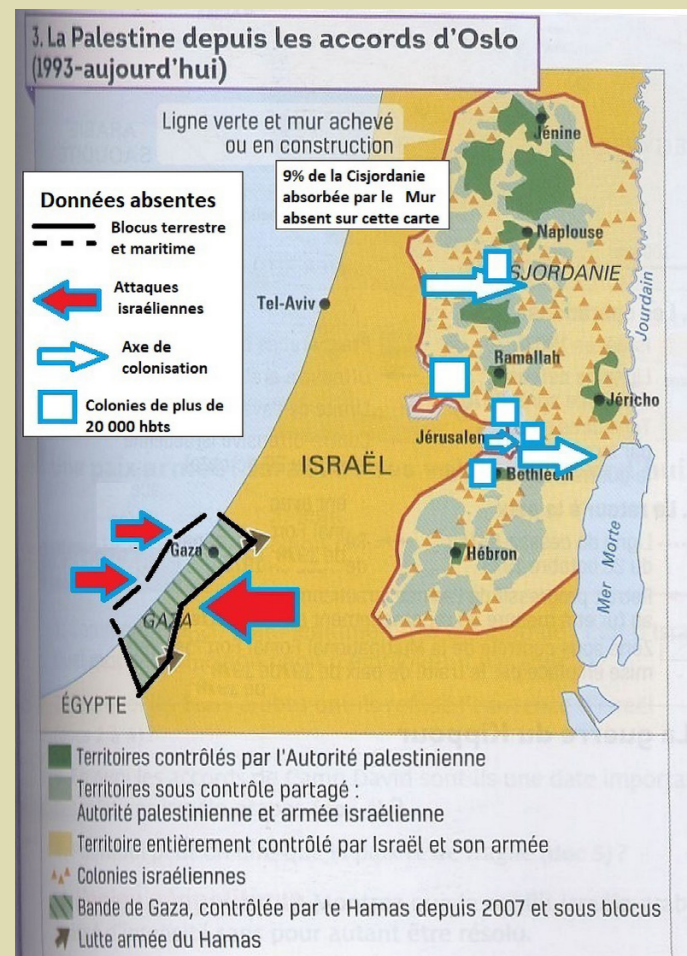 3. La Palestine depuis les accords d'Oslo
(1993-aujourd'hui)
Ligne verte et mur achevé
ou en construction
Données absentes
Blocus terrestre
et maritime
Attaques
israéliennes
Axe de
colonisation
Colonies de plus de
20 000 hbts
9% de la Cisjordanie
absorbée par le Mur
absent sur cette carte
Jénine
Naplouse
SJORDANIE
Tel-Aviv
Jourdain
Ramallah
Jéricho
Jérusalen
ISRAËL
Bethléem
Gaza
Hébron
Mer Morte
GAZA
ÉGYPTE
Territoires contrôlés par l'Autorité palestinienne
Territoires sous contrôle partagé :
Autorité palestinienne et armée israélienne
Territoire entièrement contrôlé par Israël et son armée
Colonies israéliennes
Bande de Gaza, contrôlée par le Hamas depuis 2007 et sous blocus
Lutte armée du Hamas